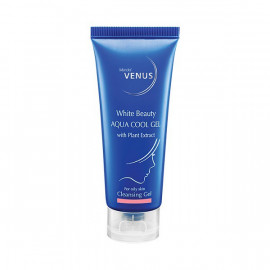 VENUS
White Beauty
AQUA COOL GEL
with Plant Extract
For oily skin
Cleansing Gel